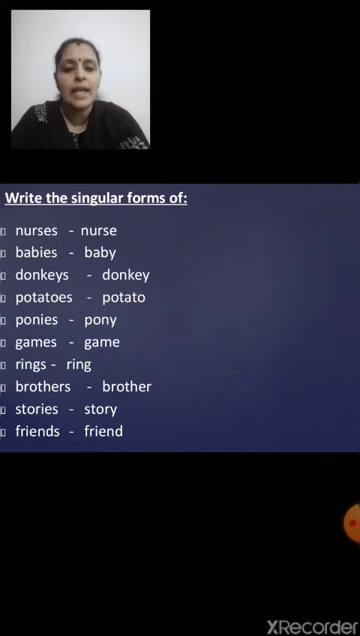 Write the singular forms of:
nurses - nurse
babies - baby
donkeys - donkey
potatoes - potato
ponies - pony
games - game
rings - ring
brothers - brother
stories - story
friends - friend
XRecorder